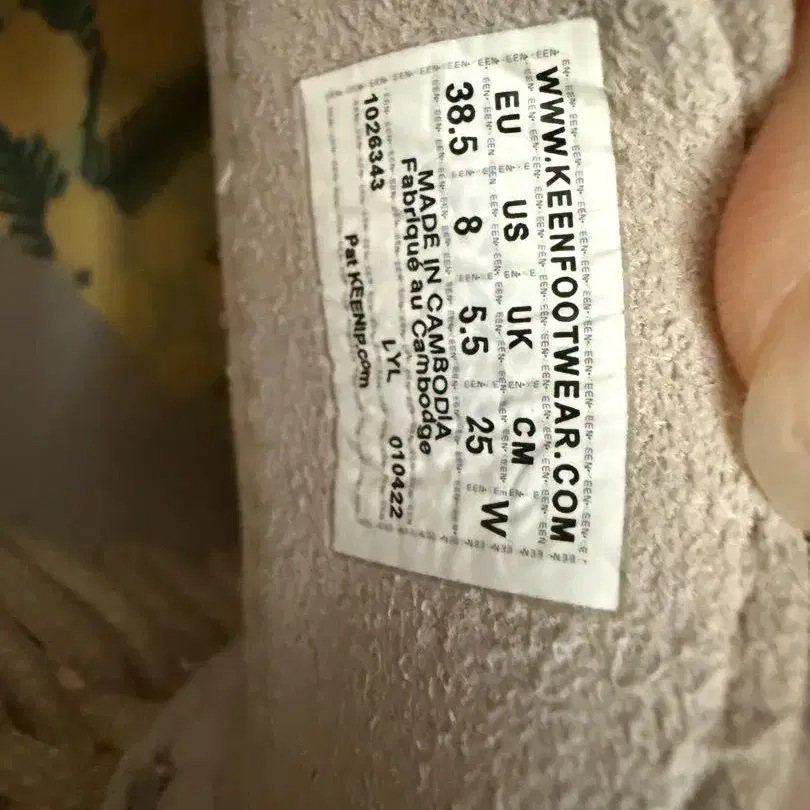 WWW.KEENFOOTWEAR.COM
EU US UK CM
38.5 8 5.5 25 W
MADE IN CAMBODIA
Fabriqué au Cambodge
1026343 LYL 010422
Pat KEENIP.com